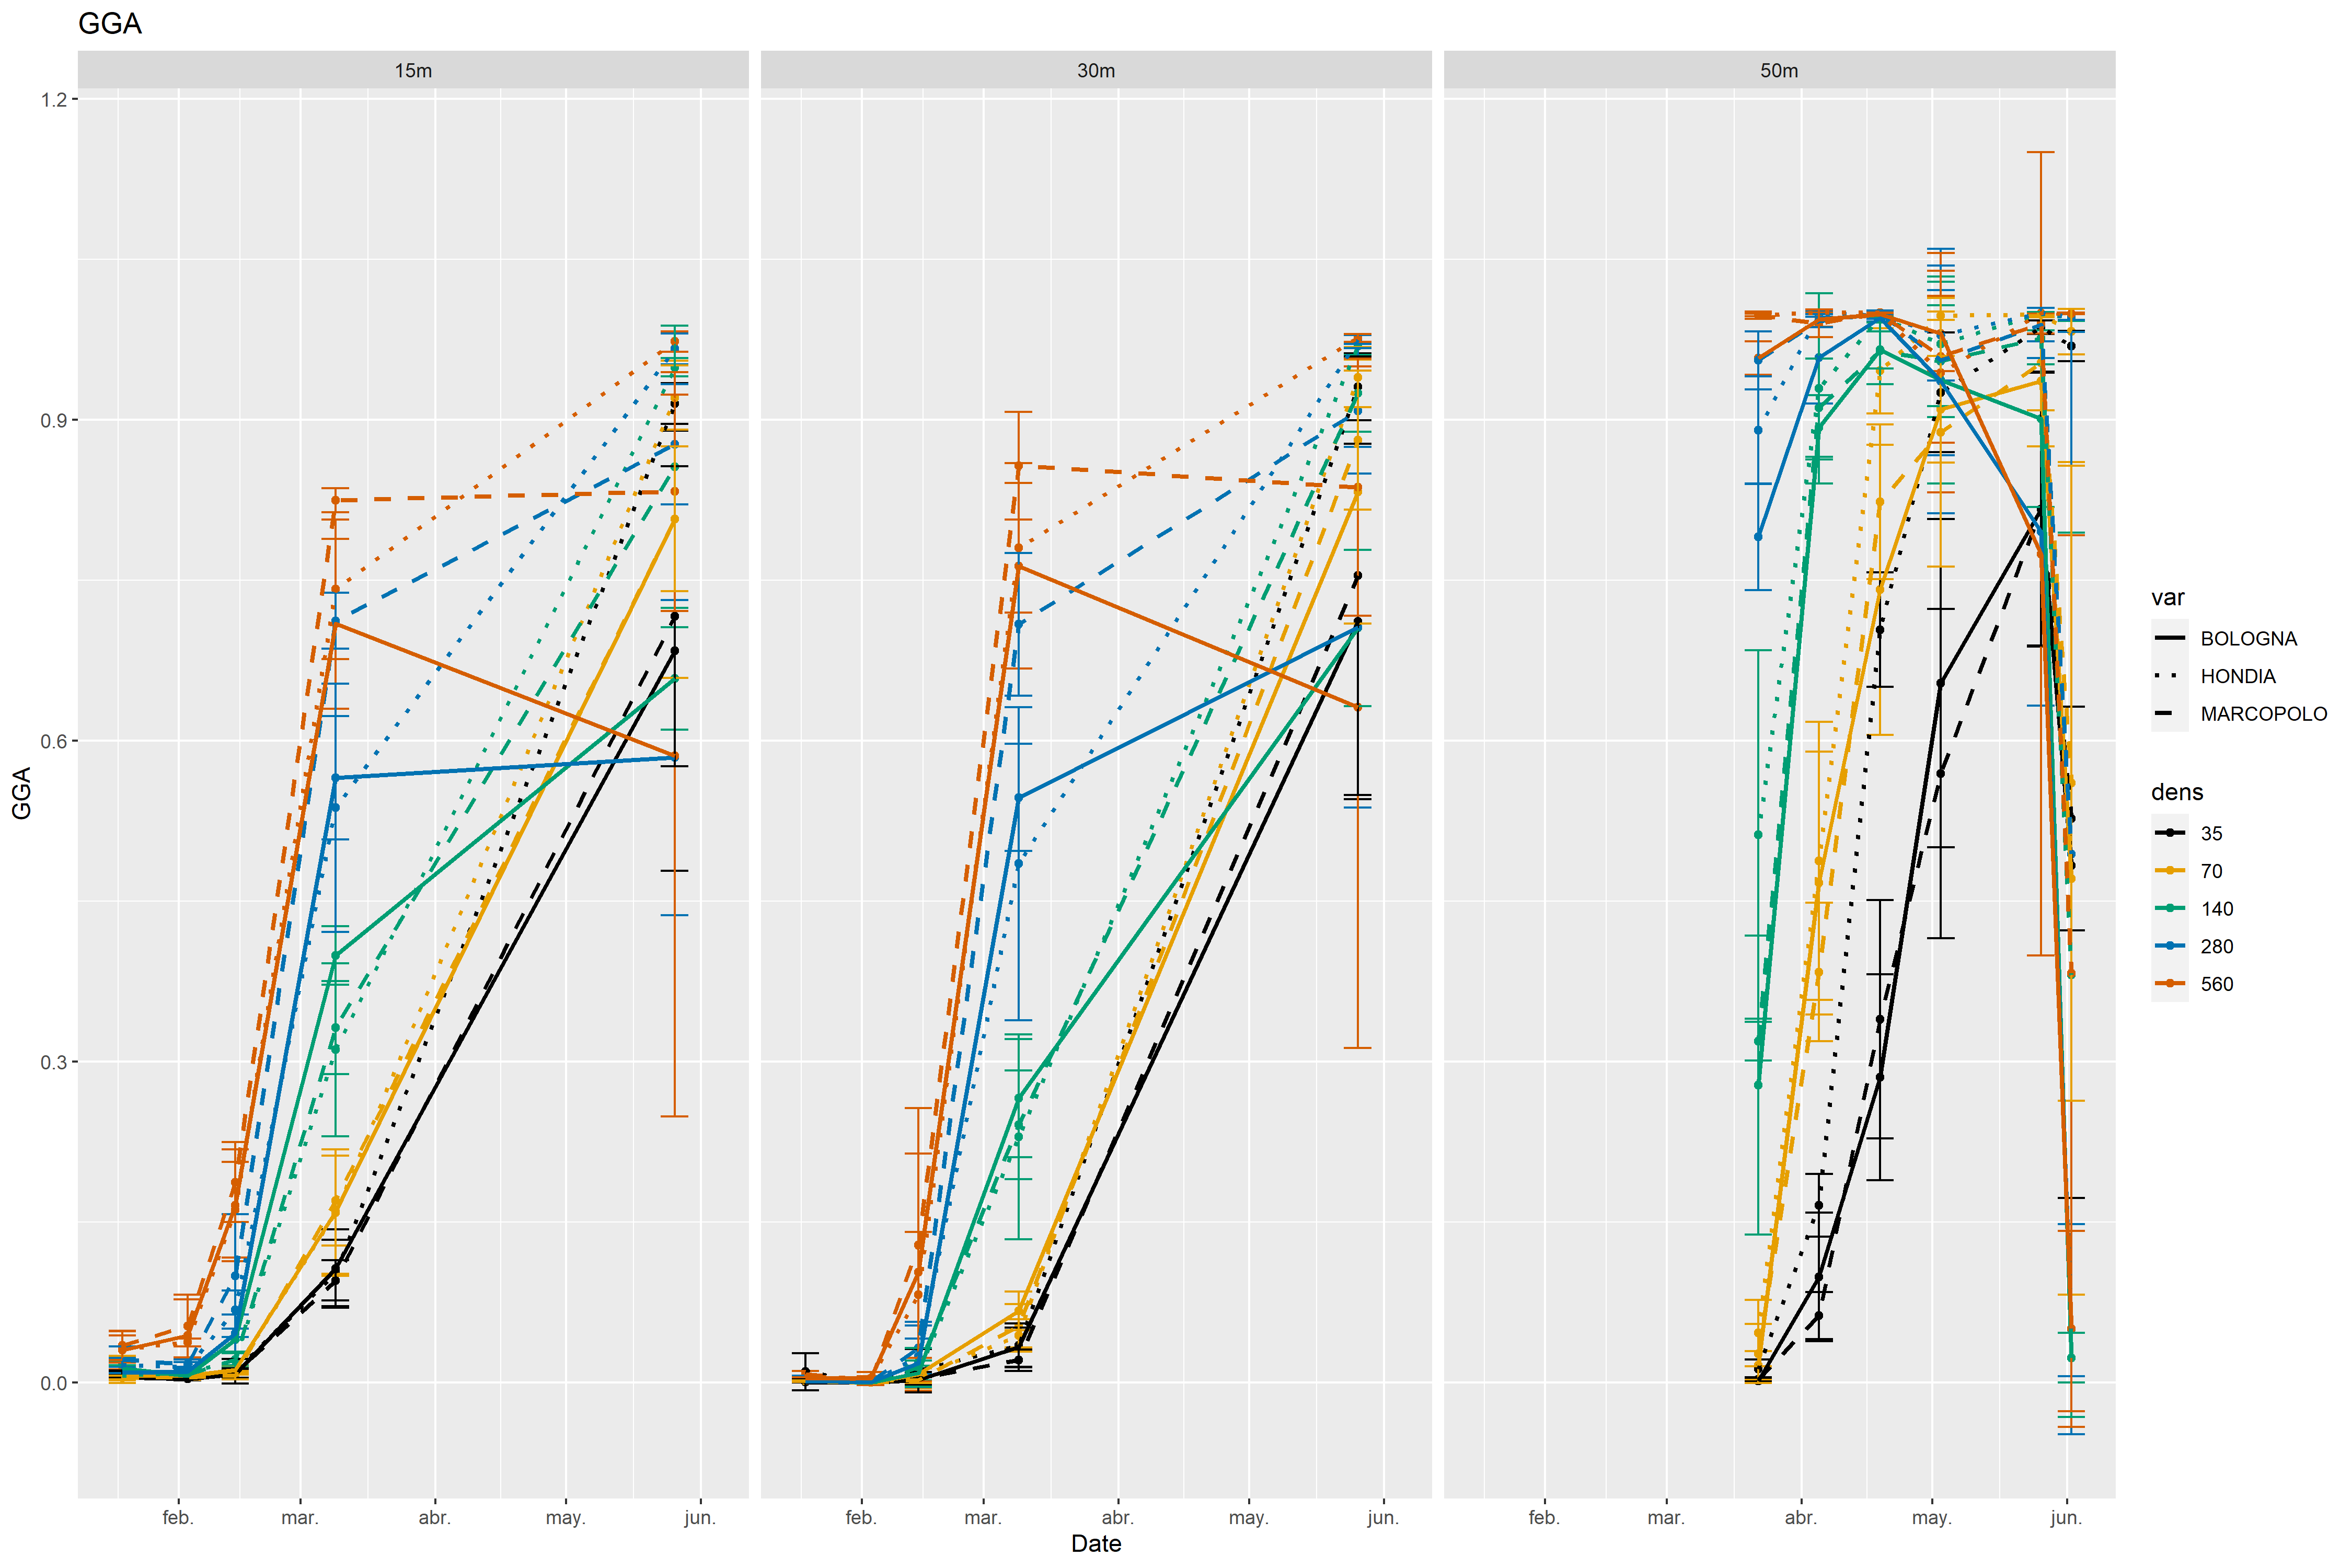 GGA
15m 30m 50m
1.2
0.9
0.6
0.3
0.0
GGA
feb. mar. abr. may. jun. feb. mar. abr. may. jun. feb. mar. abr. may. jun.
Date
var
BOLOGNA
HONDIA
MARCOPOLO
dens
35
70
140
280
560